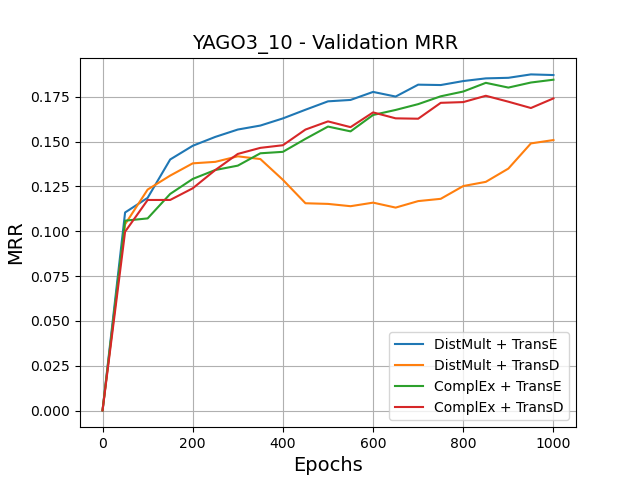 YAGO3_10 - Validation MRR
MRR
0.175
0.150
0.125
0.100
0.075
0.050
0.025
0.000
0 200 400 600 800 1000
Epochs
DistMult + TransE
DistMult + TransD
ComplEx + TransE
ComplEx + TransD